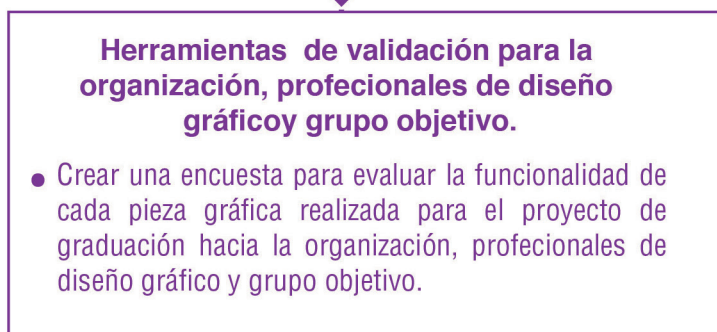 Herramientas  de validación para la
organización, profecionales de diseño
gráficoy grupo objetivo.
• Crear una encuesta para evaluar la funcionalidad de
cada pieza gráfica realizada para el proyecto de
graduación hacia la organización, profecionales de
diseño gráfico y grupo objetivo.